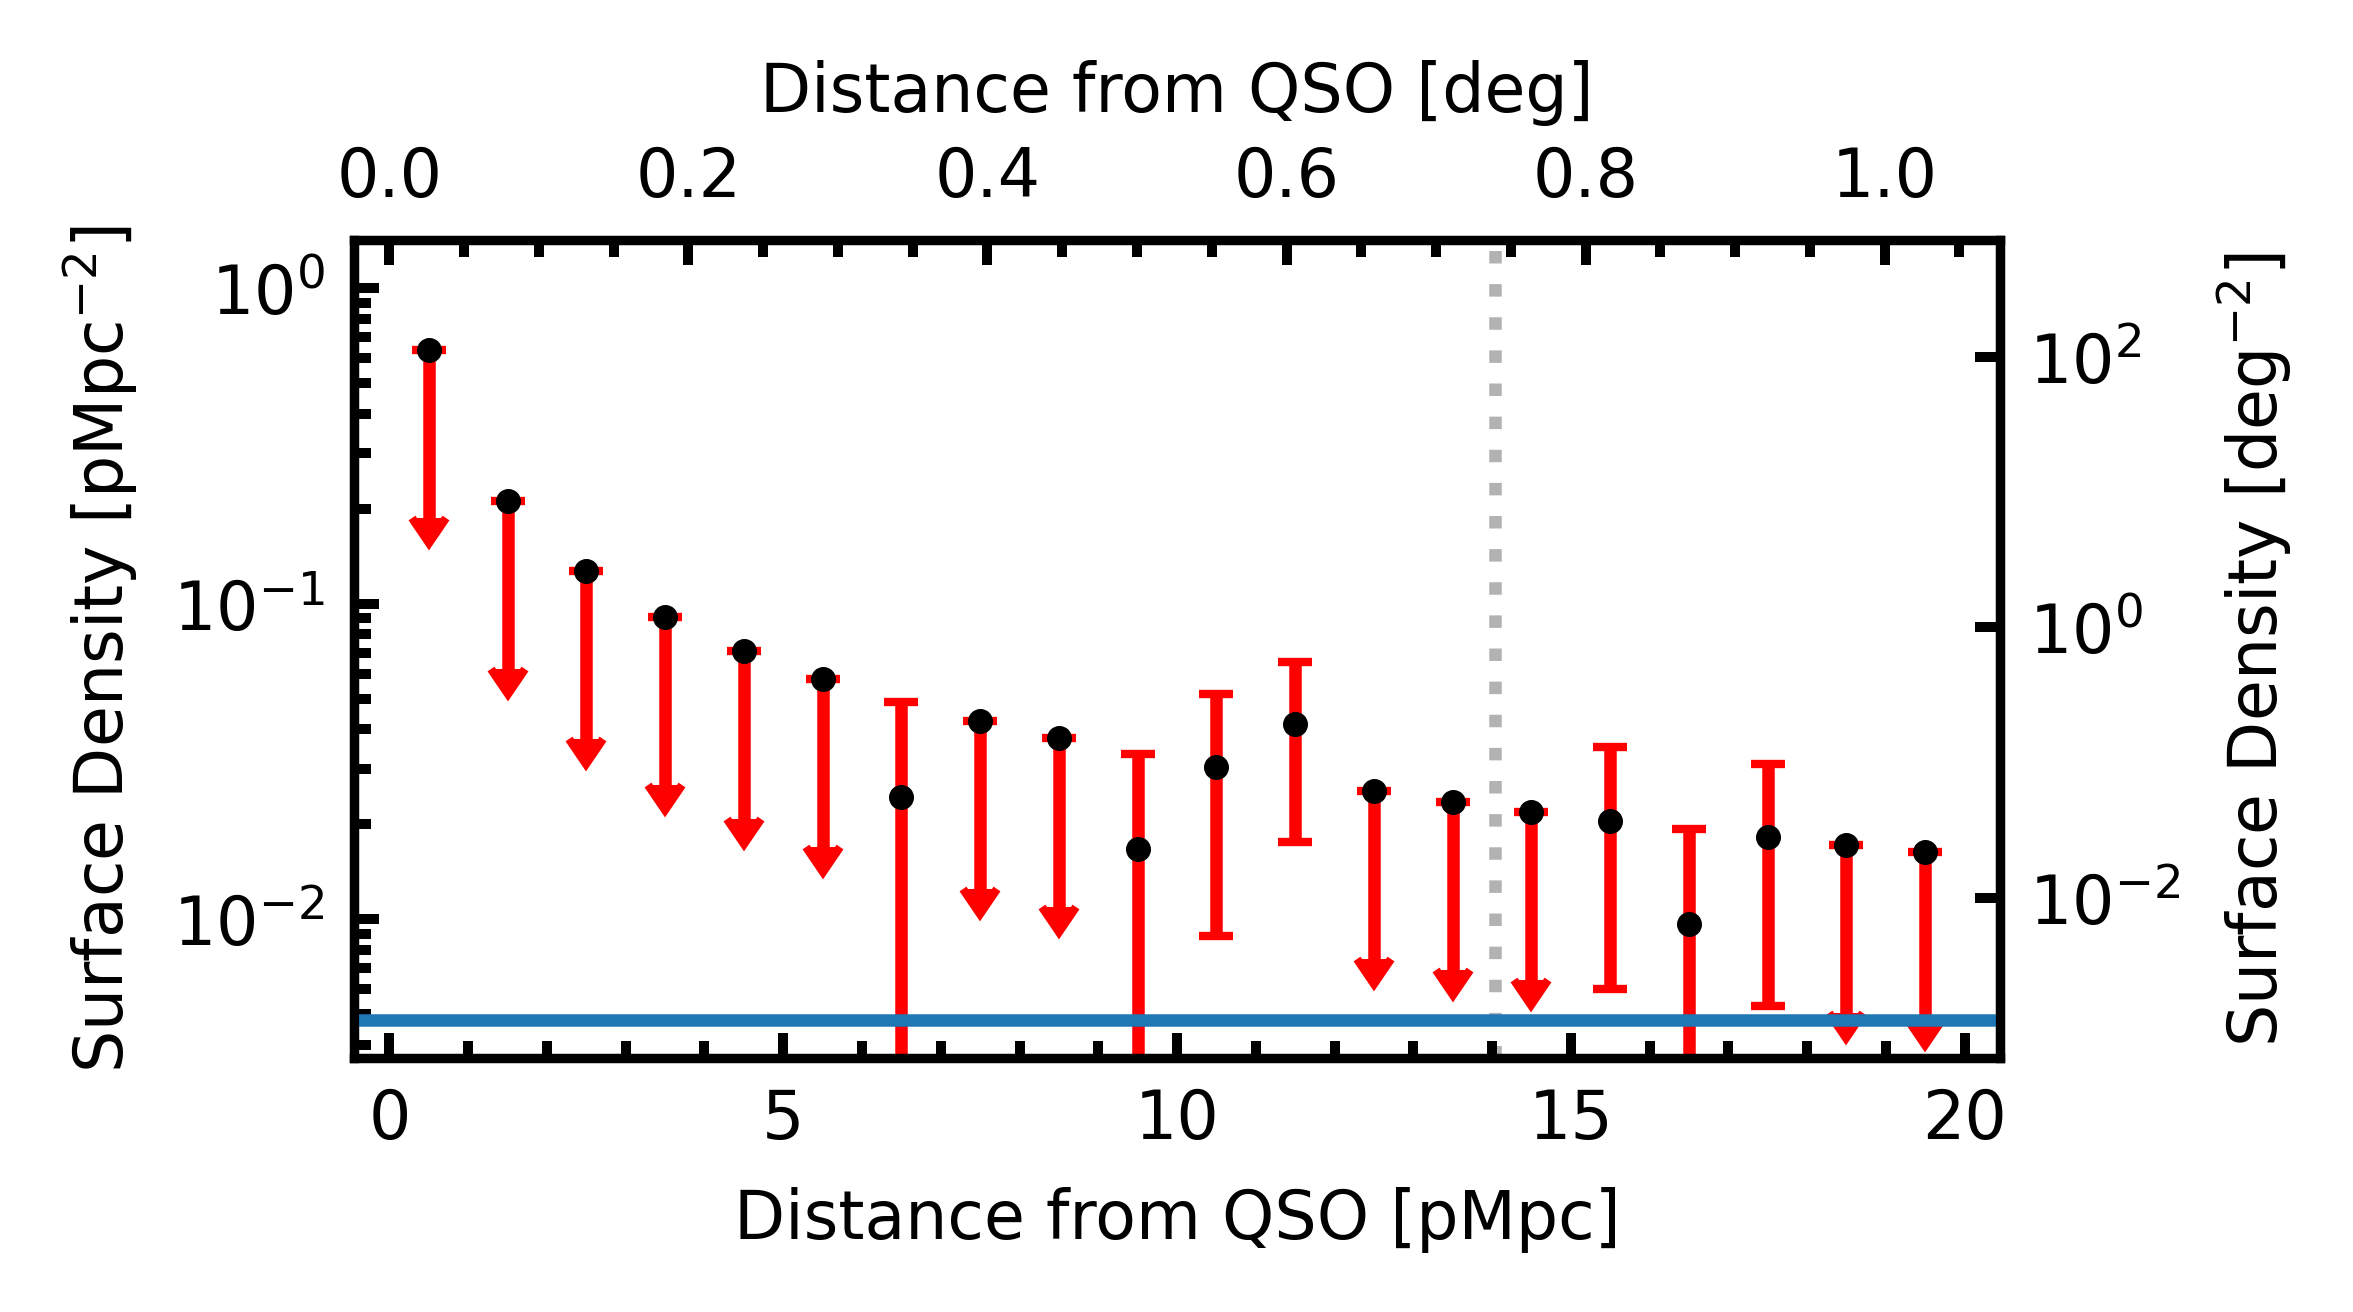 Distance from QSO [deg]
0.0 0.2 0.4 0.6 0.8 1.0
Surface Density [pMpc⁻²]
10⁰
10⁻¹
10⁻²
10²
10⁰
10⁻²
Surface Density [deg⁻²]
0 5 10 15 20
Distance from QSO [pMpc]